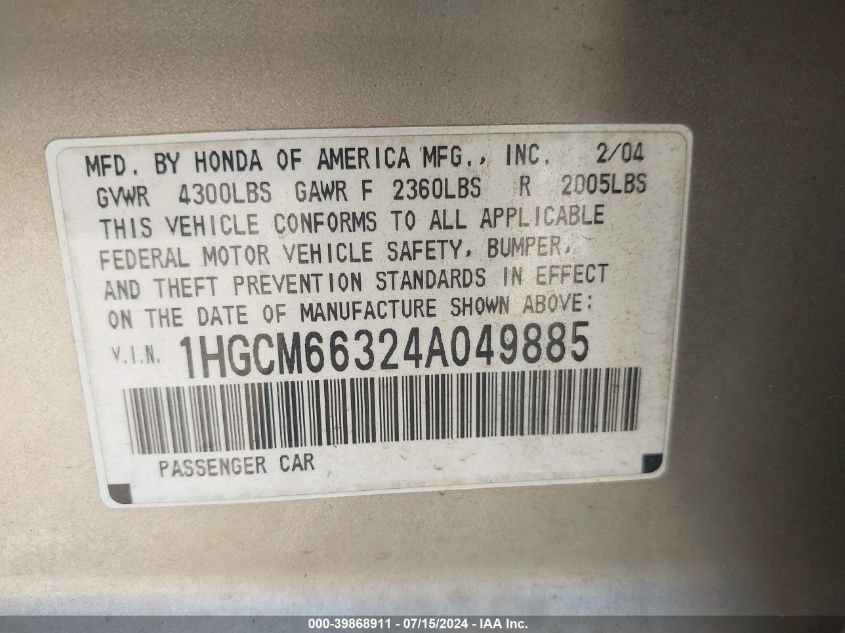 MFD. BY HONDA OF AMERICA MFG., INC. 2/04
GVWR 4300LBS GAWR F 2360LBS R 2005LBS
THIS VEHICLE CONFORMS TO ALL APPLICABLE
FEDERAL MOTOR VEHICLE SAFETY, BUMPER,
AND THEFT PREVENTION STANDARDS IN EFFECT
ON THE DATE OF MANUFACTURE SHOWN ABOVE:
V.I.N. 1HGCM66324A049885
PASSENGER CAR
000-39868911 - 07/15/2024 - IAA Inc.